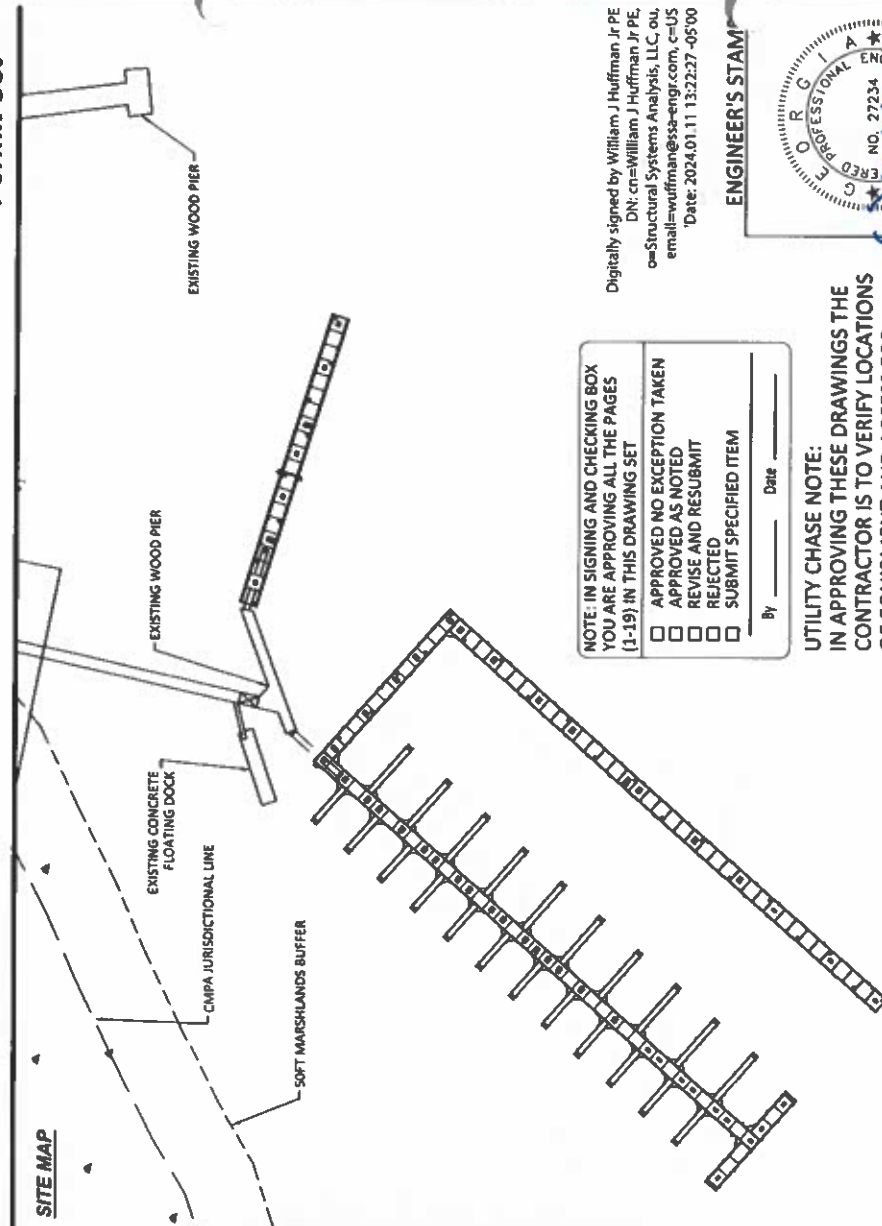 SITE MAP
EXISTING WOOD PIER
EXISTING WOOD PIER
EXISTING CONCRETE
FLOATING DOCK
CMPA JURISDICTIONAL LINE
SOFT MARSHLANDS BUFFER
Digitally signed by William J Huffman Jr PE
DN: cn=William J Huffman Jr PE,
o=Structural Systems Analysis, LLC, ou,
email=wuffman@ssa-engr.com, c=US
'Date: 2024.01.11 13:22:27 -05'00
ENGINEER'S STAMP
GEORGIA
PROFESSIONAL
NO. 27234
NOTE: IN SIGNING AND CHECKING BOX
YOU ARE APPROVING ALL THE PAGES
(1-19) IN THIS DRAWING SET
☐ APPROVED NO EXCEPTION TAKEN
☐ APPROVED AS NOTED
☐ REVISE AND RESUBMIT
☐ REJECTED
☐ SUBMIT SPECIFIED ITEM
By Date
UTILITY CHASE NOTE:
IN APPROVING THESE DRAWINGS THE
CONTRACTOR IS TO VERIFY LOCATIONS